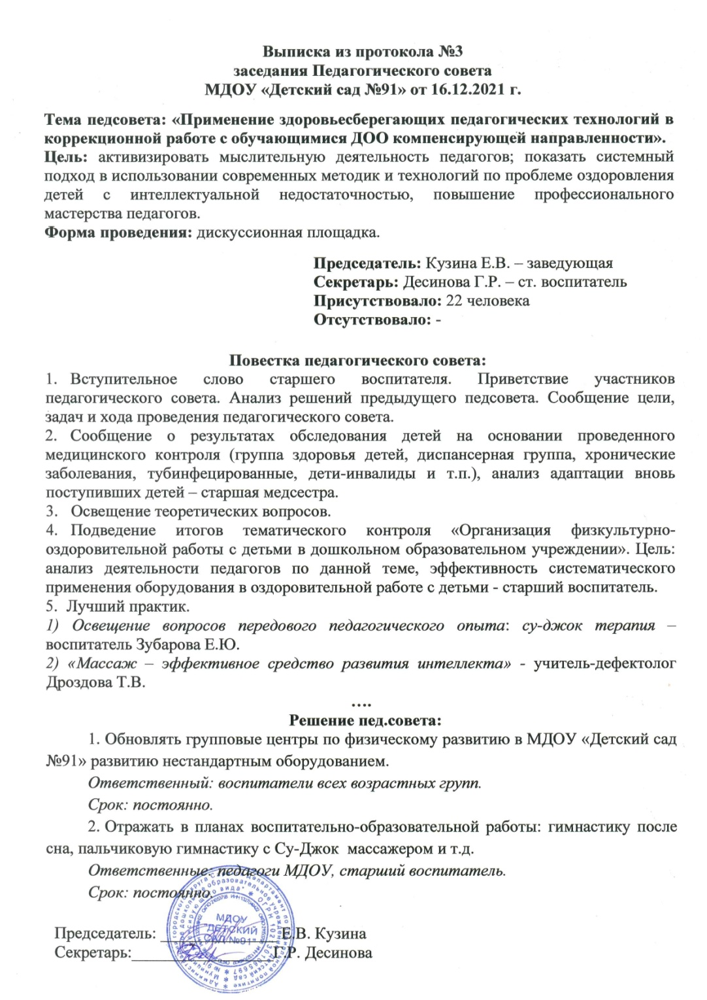 Выписка из протокола №3
заседания Педагогического совета
МДОУ «Детский сад №91» от 16.12.2021 г.
Тема педсовета: «Применение здоровьесберегающих педагогических технологий в
коррекционной работе с обучающимися ДОО компенсирующей направленности».
Цель: активизировать мыслительную деятельность педагогов; показать системный
подход в использовании современных методик и технологий по проблеме оздоровления
детей с интеллектуальной недостаточностью, повышение профессионального
мастерства педагогов.
Форма проведения: дискуссионная площадка.
Председатель: Кузина Е.В. – заведующая
Секретарь: Десинова Г.Р. – ст. воспитатель
Присутствовало: 22 человека
Отсутствовало: -
Повестка педагогического совета:
1. Вступительное слово старшего воспитателя. Приветствие участников
педагогического совета. Анализ решений предыдущего педсовета. Сообщение цели,
задач и хода проведения педагогического совета.
2. Сообщение о результатах обследования детей на основании проведенного
медицинского контроля (группа здоровья детей, диспансерная группа, хронические
заболевания, тубинфецированные, дети-инвалиды и т.п.), анализ адаптации вновь
поступивших детей – старшая медсестра.
3. Освещение теоретических вопросов.
4. Подведение итогов тематического контроля «Организация физкультурно-
оздоровительной работы с детьми в дошкольном образовательном учреждении». Цель:
анализ деятельности педагогов по данной теме, эффективность систематического
применения оборудования в оздоровительной работе с детьми - старший воспитатель.
5. Лучший практик.
1) Освещение вопросов передового педагогического опыта: су-джок терапия –
воспитатель Зубарова Е.Ю.
2) «Массаж – эффективное средство развития интеллекта» - учитель-дефектолог
Дроздова Т.В.
....
Решение пед.совета:
1. Обновлять групповые центры по физическому развитию в МДОУ «Детский сад
№91» развитию нестандартным оборудованием.
Ответственный: воспитатели всех возрастных групп.
Срок: постоянно.
2. Отражать в планах воспитательно-образовательной работы: гимнастику после
сна, пальчиковую гимнастику с Су-Джок массажером и т.д.
Ответственные: педагоги МДОУ, старший воспитатель.
Срок: постоянно.
Председатель: ______________ Е.В. Кузина
Секретарь:________________ Г.Р. Десинова
МДОУ
"ДЕТСКИЙ
САД №91"